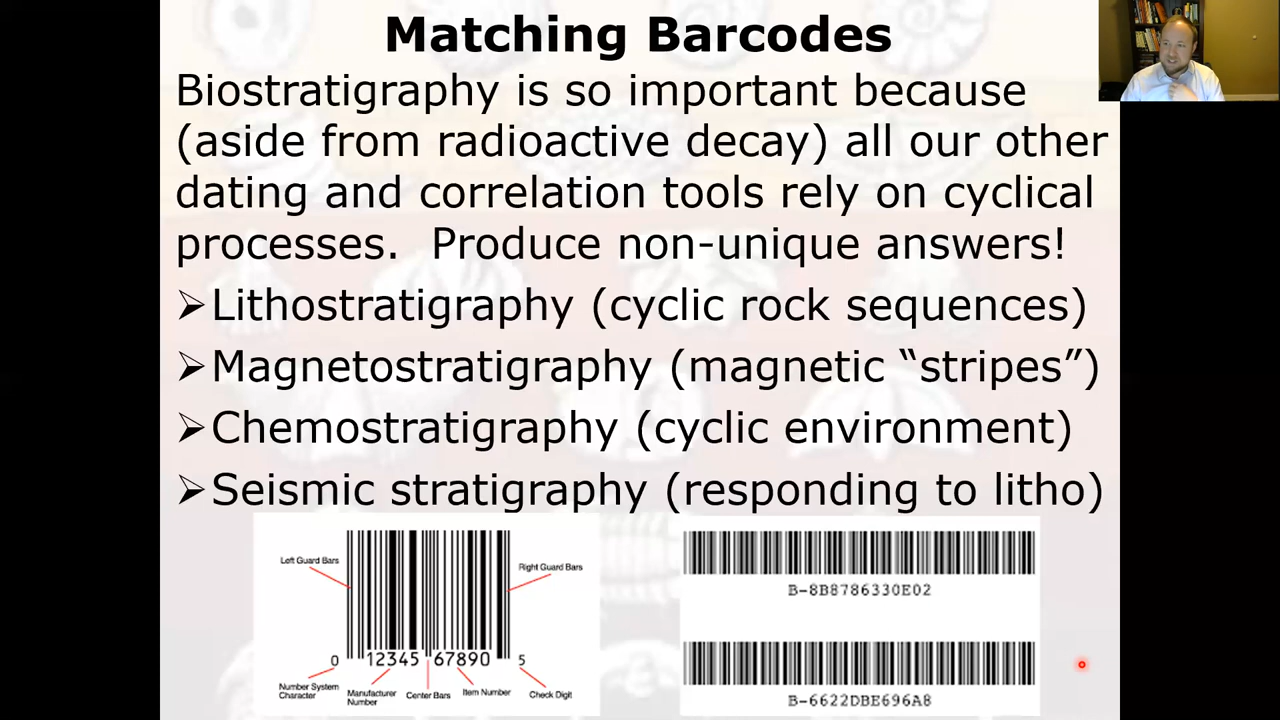 Matching Barcodes
Biostratigraphy is so important because
(aside from radioactive decay) all our other
dating and correlation tools rely on cyclical
processes.  Produce non-unique answers!
➢Lithostratigraphy (cyclic rock sequences)
➢Magnetostratigraphy (magnetic “stripes”)
➢Chemostratigraphy (cyclic environment)
➢Seismic stratigraphy (responding to litho)
Left Guard Bars
Right Guard Bars
0 12345 67890 5
Number System
Character
Manufacturer
Number
Center Bars
Item Number
Check Digit
B-8B8786330E02
B-6622DBE696A8